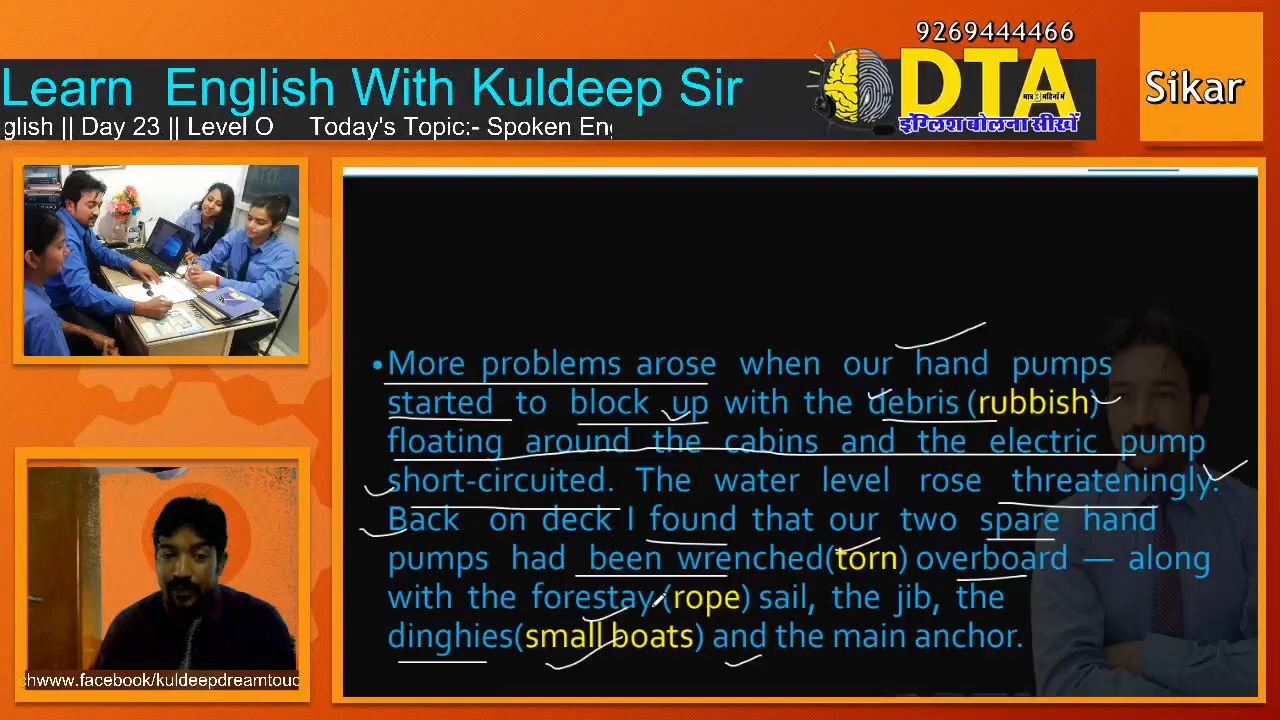 9269444466
Learn English With Kuldeep Sir
DTA
Sikar
glish || Day 23 || Level O Today's Topic:- Spoken Eng
इंग्लिश बोलना सीखें
•More problems arose when our hand pumps
started to block up with the debris (rubbish)
floating around the cabins and the electric pump
short-circuited. The water level rose threateningly.
Back on deck I found that our two spare hand
pumps had been wrenched(torn) overboard — along
with the forestay (rope) sail, the jib, the
dinghies(small boats) and the main anchor.
chwww.facebook/kuldeepdreamtouc